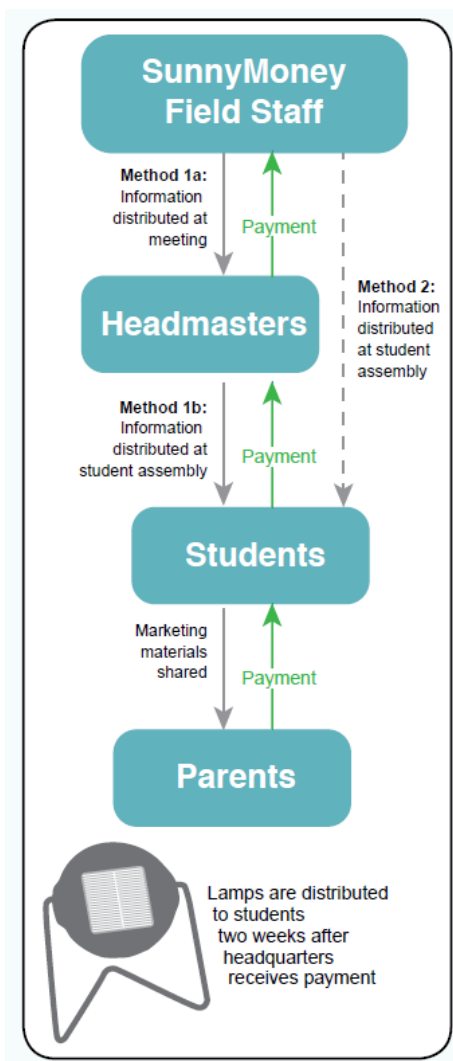 SunnyMoney
Field Staff
Method 1a:
Information
distributed at
meeting
Payment
Method 2:
Information
distributed
at student
assembly
Headmasters
Method 1b:
Information
distributed at
student assembly
Payment
Students
Marketing
materials
shared
Payment
Parents
Lamps are distributed
to students
two weeks after
headquarters
receives payment